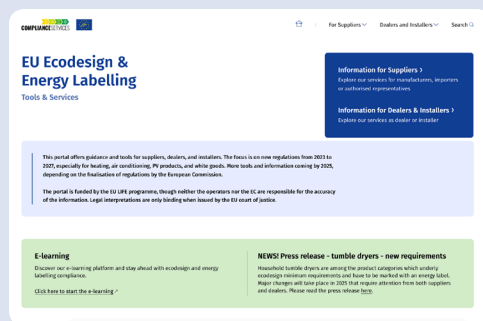 COMPLIANCESERVICES
For Suppliers
Dealers and Installers
Search
EU Ecodesign &
Energy Labelling
Tools & Services
Information for Suppliers
Explore our services for manufacturers, importers
or authorised representatives
Information for Dealers & Installers
Explore our services as dealer or installer
This portal offers guidance and tools for suppliers, dealers, and installers. The focus is on new regulations from 2023 to
2027, especially for heating, air conditioning, PV products, and white goods. More tools and information coming by 2025,
depending on the finalisation of regulations by the European Commission.
The portal is funded by the EU LIFE programme, though neither the operators nor the EC are responsible for the accuracy
of the information. Legal interpretations are only binding when issued by the EU court of justice.
E-learning
Discover our e-learning platform and stay ahead with ecodesign and energy
labelling compliance.
Click here to start the e-learning
NEWS! Press release - tumble dryers - new requirements
Household tumble dryers are among the product categories which underly
ecodesign minimum requirements and have to be marked with an energy label.
Major changes will take place in 2025 that require attention from both suppliers
and dealers. Please read the press release here.